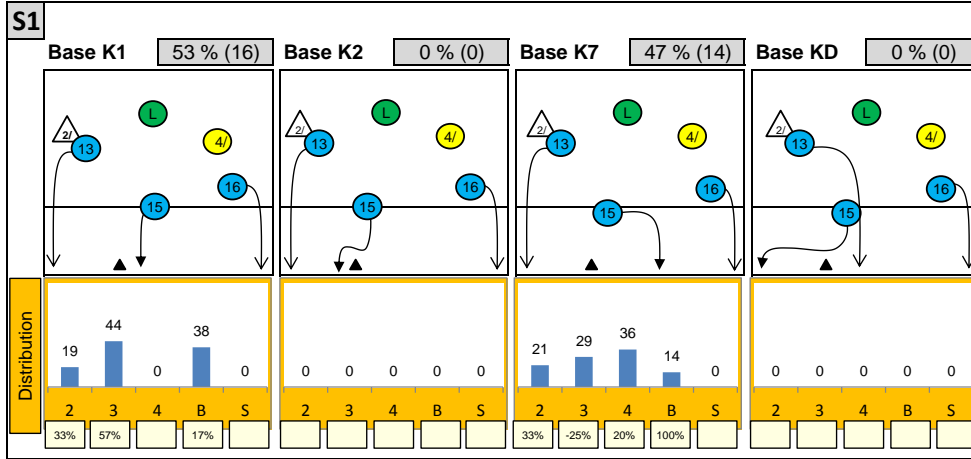 S1
Base K1 53 % (16) Base K2 0 % (0) Base K7 47 % (14) Base KD 0 % (0)
2/ 13 L 4/ 15 16
2/ 13 L 4/ 15 16
2/ 13 L 4/ 15 16
2/ 13 L 4/ 15 16
Distribution
19 44 0 38 0
2 3 4 B S
33% 57% 17%
0 0 0 0 0
2 3 4 B S
21 29 36 14 0
2 3 4 B S
33% -25% 20% 100%
0 0 0 0 0
2 3 4 B S